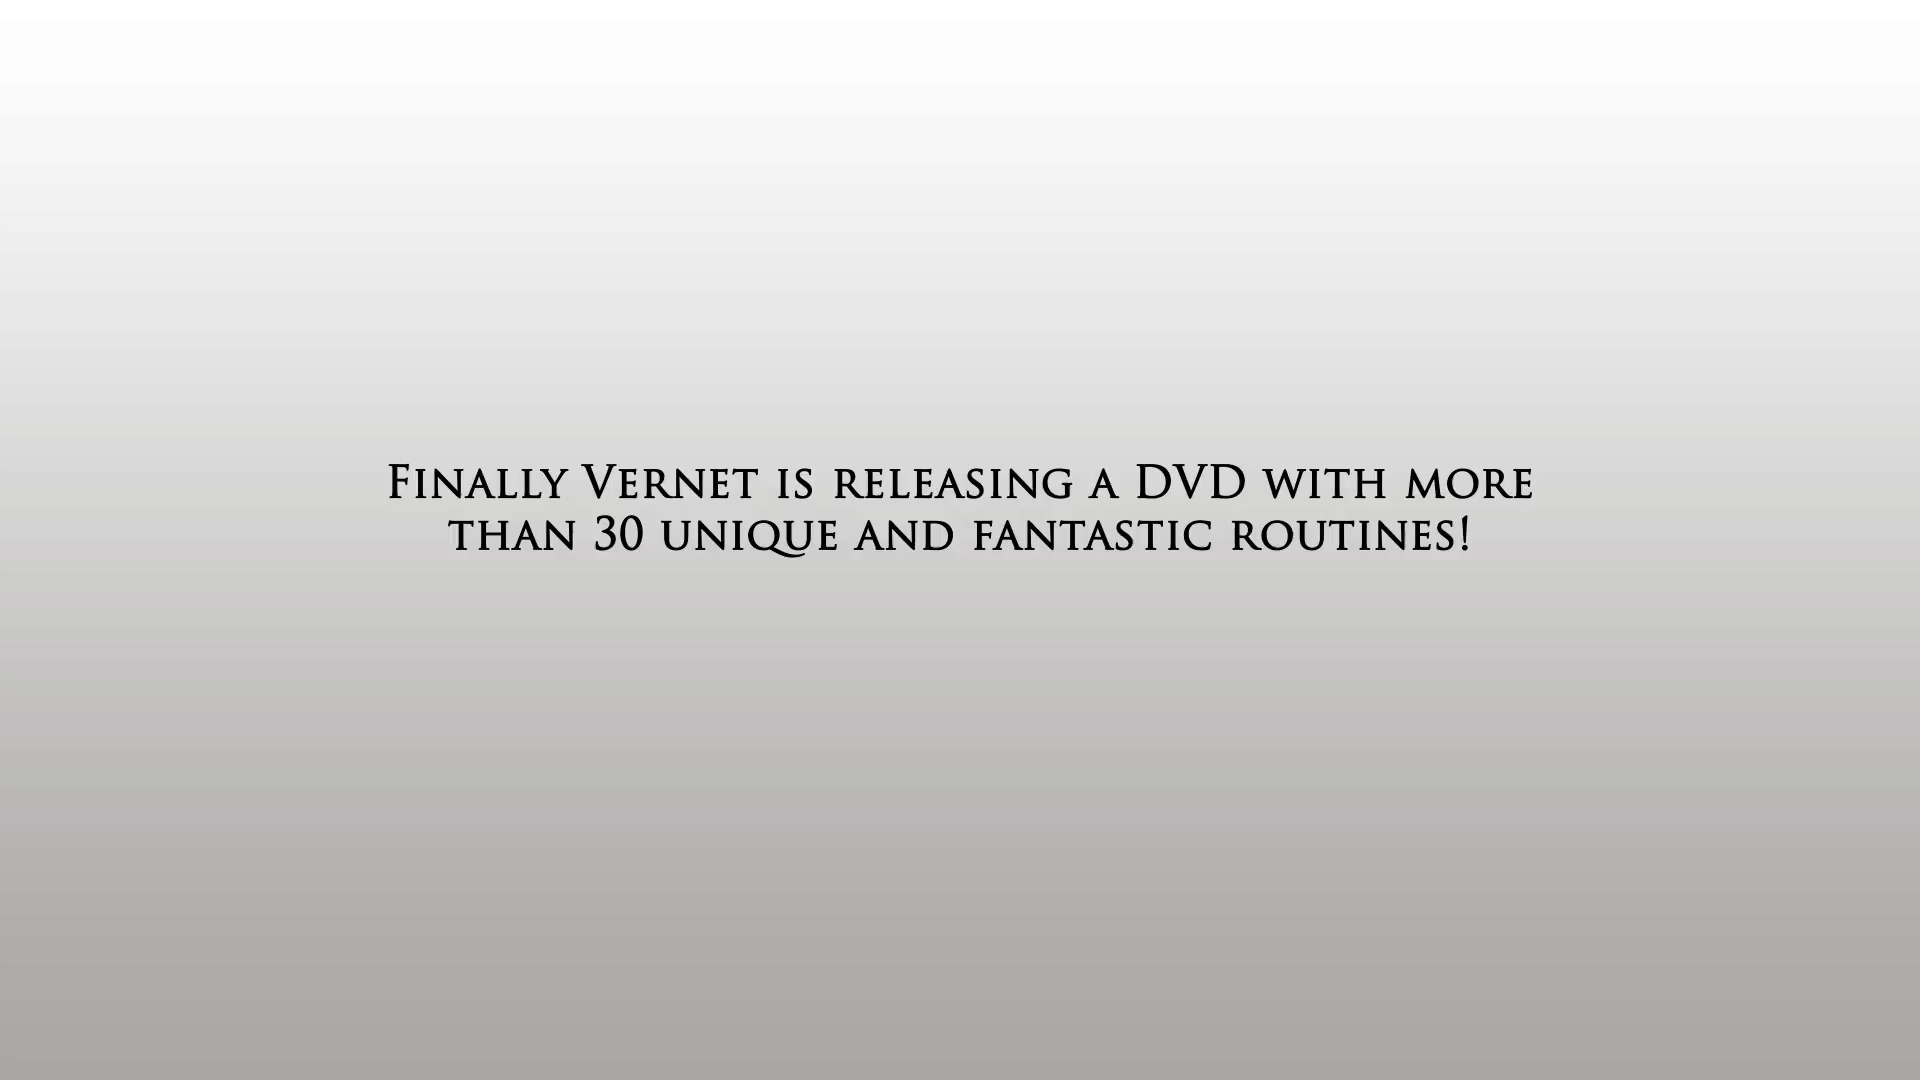 Finally Vernet is releasing a DVD with more
than 30 unique and fantastic routines!